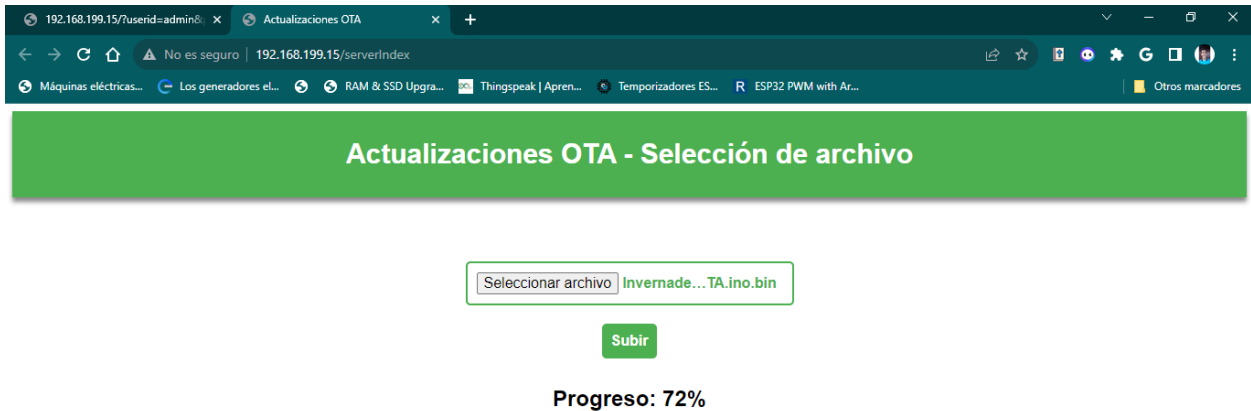 192.168.199.15/?userid=admin&
Actualizaciones OTA
No es seguro | 192.168.199.15/serverIndex
Máquinas eléctricas... Los generadores el... RAM & SSD Upgra... Thingspeak | Apren... Temporizadores ES... R ESP32 PWM with Ar... Otros marcadores
Actualizaciones OTA - Selección de archivo
Seleccionar archivo Invernade...TA.ino.bin
Subir
Progreso: 72%